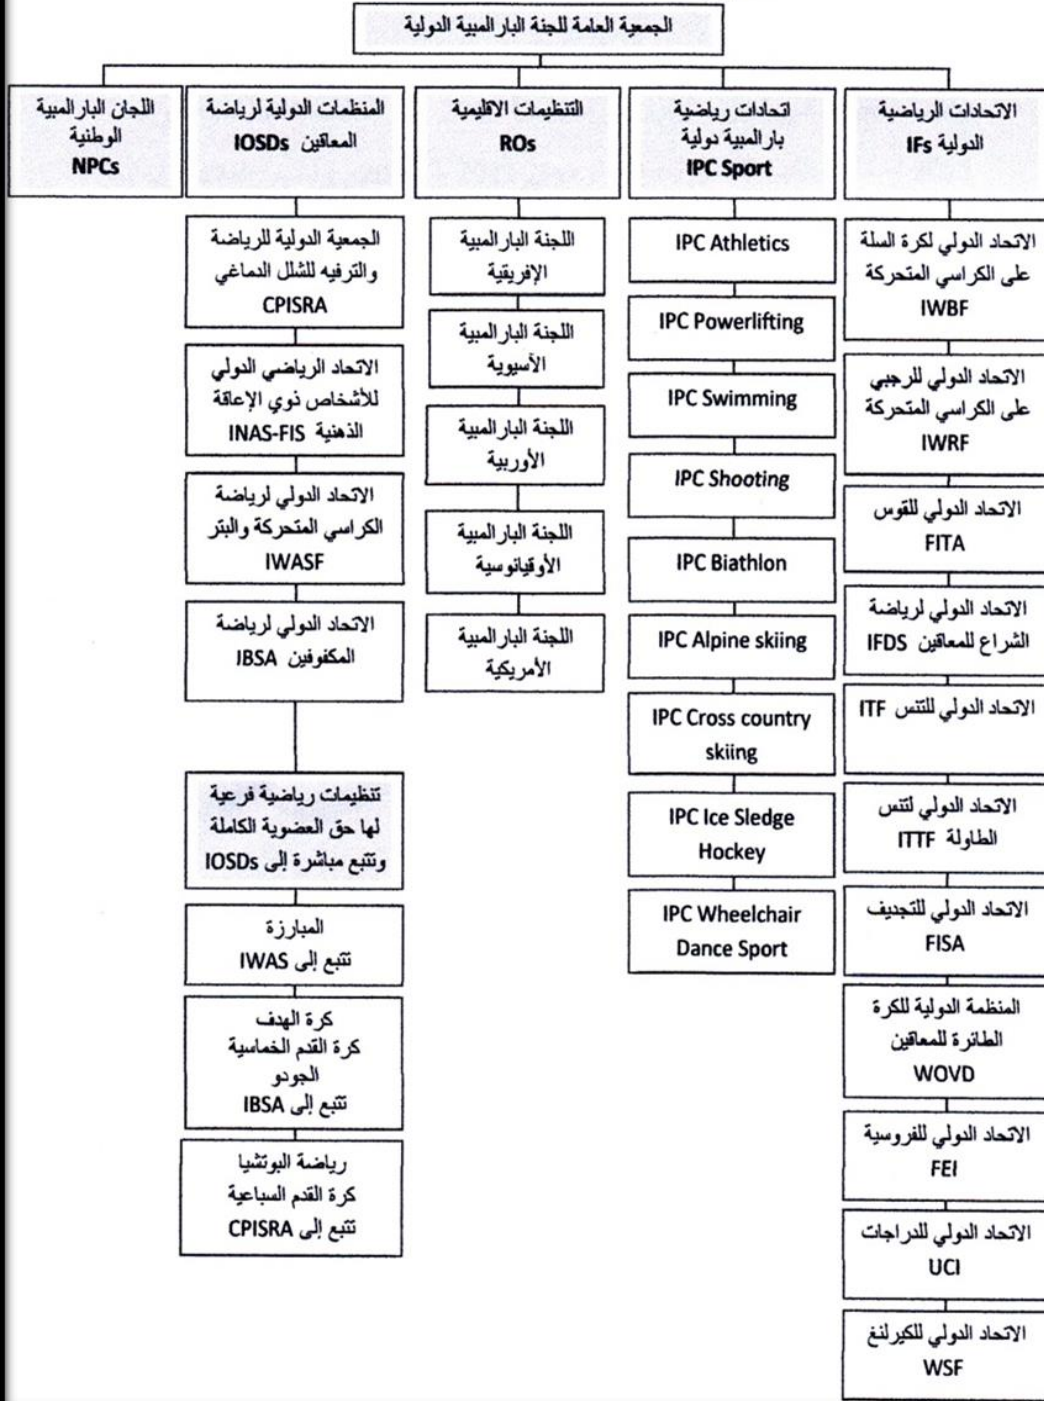 الجمعية العامة للجنة البارالمبية الدولية
الاتحادات الرياضية
الدولية IFs
الاتحاد الدولي لكرة السلة
على الكراسي المتحركة
IWBF
الاتحاد الدولي للرجبي
على الكراسي المتحركة
IWRF
الاتحاد الدولي للقوس
FITA
الاتحاد الدولي لرياضة
الشراع للمعاقين IFDS
الاتحاد الدولي للتنس ITF
الاتحاد الدولي لتنس
الطاولة ITTF
الاتحاد الدولي للتجديف
FISA
المنظمة الدولية للكرة
الطائرة للمعاقين
WOVD
الاتحاد الدولي للفروسية
FEI
الاتحاد الدولي للدراجات
UCI
الاتحاد الدولي للكيرلنغ
WSF
اتحادات رياضية
بارالمبية دولية
IPC Sport
IPC Athletics
IPC Powerlifting
IPC Swimming
IPC Shooting
IPC Biathlon
IPC Alpine skiing
IPC Cross country
skiing
IPC Ice Sledge
Hockey
IPC Wheelchair
Dance Sport
التنظيمات الاقليمية
ROs
اللجنة البارالمبية
الإفريقية
اللجنة البارالمبية
الآسيوية
اللجنة البارالمبية
الأوربية
اللجنة البارالمبية
الأوقيانوسية
اللجنة البارالمبية
الأمريكية
المنظمات الدولية لرياضة
المعاقين IOSDs
الجمعية الدولية للرياضة
والترفيه للشلل الدماغي
CPISRA
الاتحاد الرياضي الدولي
للأشخاص ذوي الإعاقة
الذهنية INAS-FIS
الاتحاد الدولي لرياضة
الكراسي المتحركة والبتر
IWASF
الاتحاد الدولي لرياضة
المكفوفين IBSA
تنظيمات رياضية فرعية
لها حق العضوية الكاملة
وتتبع مباشرة إلى IOSDs
المبارزة
تتبع إلى IWAS
كرة الهدف
كرة القدم الخماسية
الجودو
تتبع إلى IBSA
رياضة البوتشيا
كرة القدم السباعية
تتبع إلى CPISRA
اللجان البارالمبية
الوطنية
NPCs